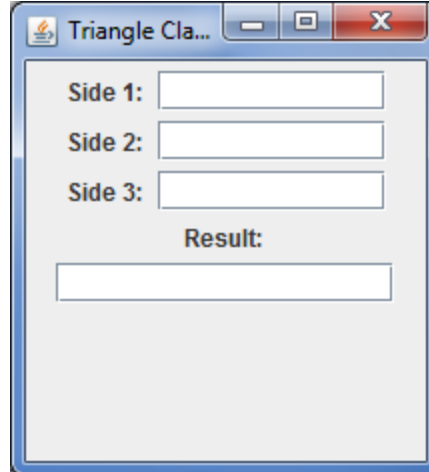 Triangle Cla...
Side 1:
Side 2:
Side 3:
Result: